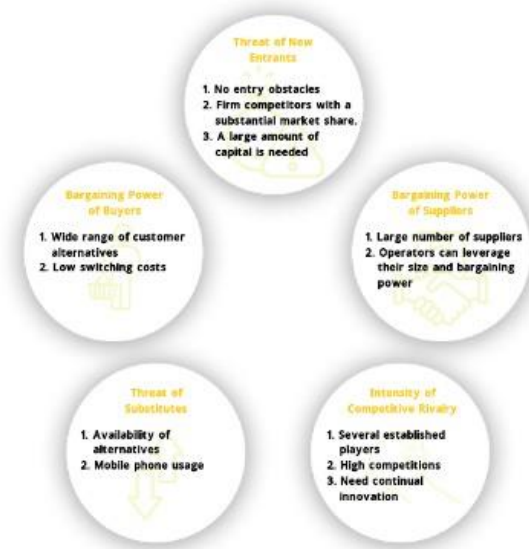 Threat of New
Entrants
1. No entry obstacles
2. Firm competitors with a
substantial market share.
3. A large amount of
capital is needed
Bargaining Power
of Buyers
1. Wide range of customer
alternatives
2. Low switching costs
Bargaining Power
of Suppliers
1. Large number of suppliers
2. Operators can leverage
their size and bargaining
power
Threat of
Substitutes
1. Availability of
alternatives
2. Mobile phone usage
Intensity of
Competitive Rivalry
1. Several established
players
2. High competitions
3. Need continual
innovation